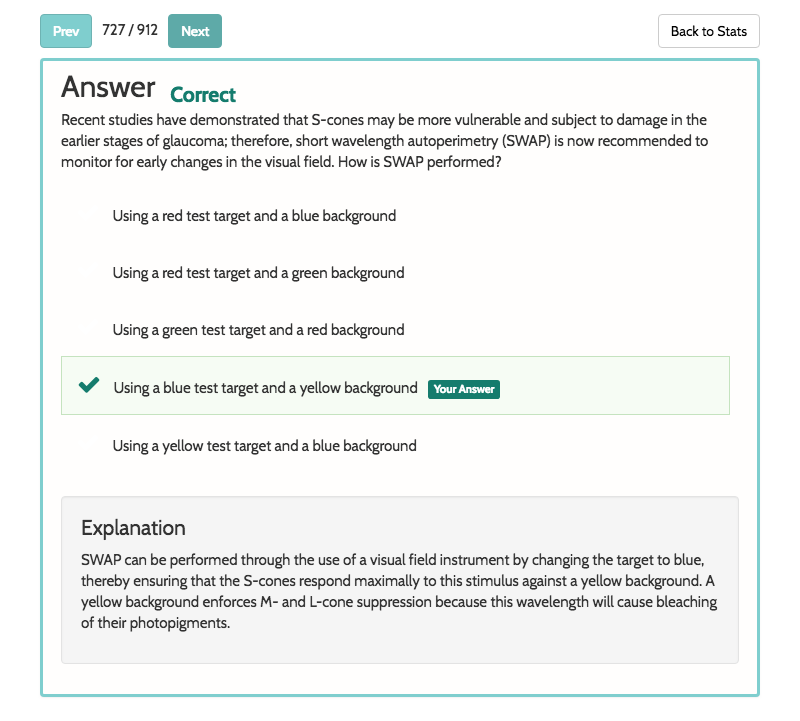 Prev 727 / 912 Next Back to Stats
Answer Correct
Recent studies have demonstrated that S-cones may be more vulnerable and subject to damage in the
earlier stages of glaucoma; therefore, short wavelength autoperimetry (SWAP) is now recommended to
monitor for early changes in the visual field. How is SWAP performed?
Using a red test target and a blue background
Using a red test target and a green background
Using a green test target and a red background
Using a blue test target and a yellow background Your Answer
Using a yellow test target and a blue background
Explanation
SWAP can be performed through the use of a visual field instrument by changing the target to blue,
thereby ensuring that the S-cones respond maximally to this stimulus against a yellow background. A
yellow background enforces M- and L-cone suppression because this wavelength will cause bleaching
of their photopigments.